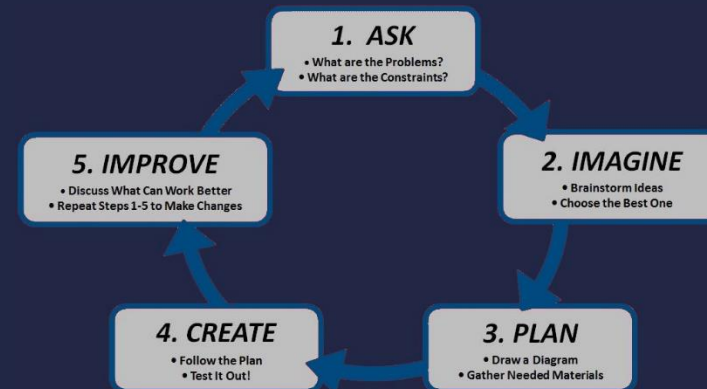 1. ASK
• What are the Problems?
• What are the Constraints?
2. IMAGINE
• Brainstorm Ideas
• Choose the Best One
3. PLAN
• Draw a Diagram
• Gather Needed Materials
4. CREATE
• Follow the Plan
• Test It Out!
5. IMPROVE
• Discuss What Can Work Better
• Repeat Steps 1-5 to Make Changes